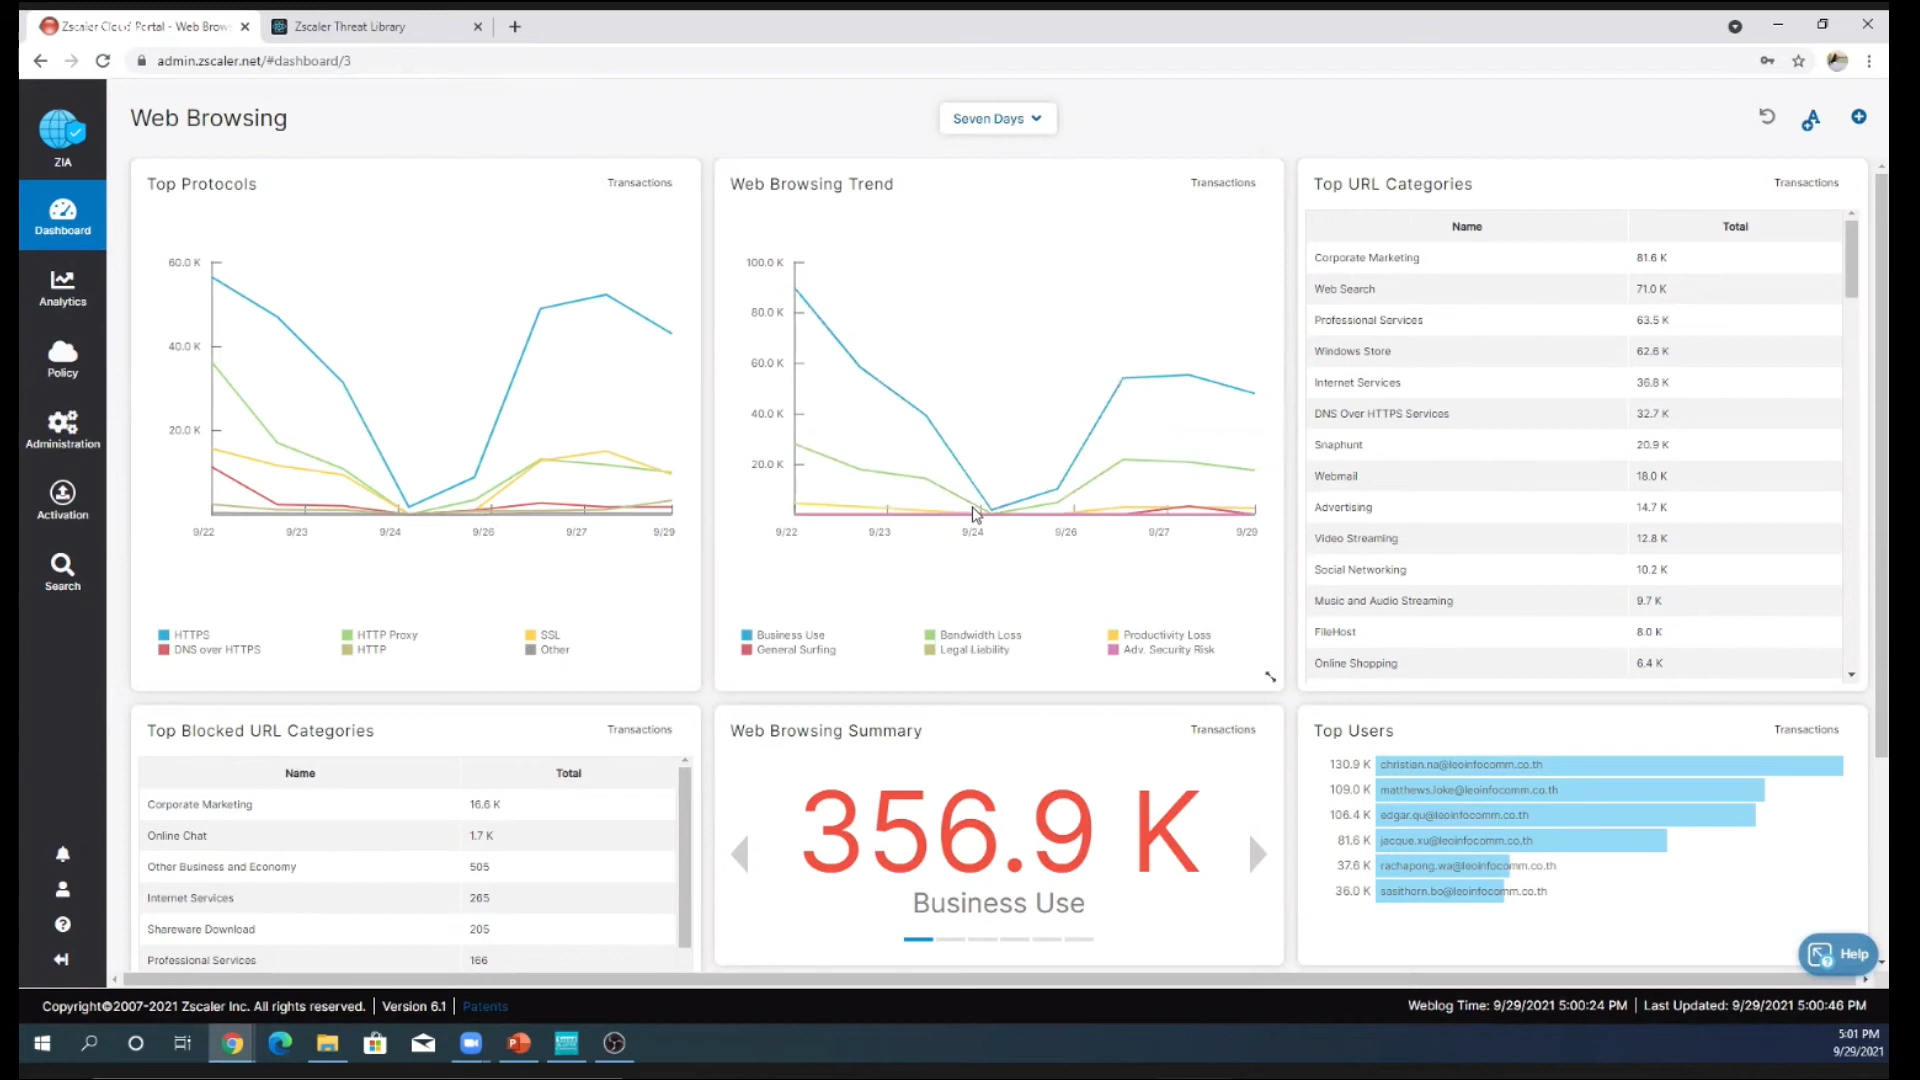 Zscaler Cloud Portal - Web Brows
Zscaler Threat Library
admin.zscaler.net/#dashboard/3
ZIA
Dashboard
Analytics
Policy
Administration
Activation
Search
Web Browsing
Seven Days
Top Protocols
Transactions
60.0 K
40.0 K
20.0 K
9/22 9/23 9/24 9/26 9/27 9/29
HTTPS HTTP Proxy SSL
DNS over HTTPS HTTP Other
Web Browsing Trend
Transactions
100.0 K
80.0 K
60.0 K
40.0 K
20.0 K
9/22 9/23 9/24 9/26 9/27 9/29
Business Use Bandwidth Loss Productivity Loss
General Surfing Legal Liability Adv. Security Risk
Top URL Categories
Transactions
Name Total
Corporate Marketing 81.6 K
Web Search 71.0 K
Professional Services 63.5 K
Windows Store 62.6 K
Internet Services 36.8 K
DNS Over HTTPS Services 32.7 K
Snaphunt 20.9 K
Webmail 18.0 K
Advertising 14.7 K
Video Streaming 12.8 K
Social Networking 10.2 K
Music and Audio Streaming 9.7 K
FileHost 8.0 K
Online Shopping 6.4 K
Top Blocked URL Categories
Transactions
Name Total
Corporate Marketing 16.6 K
Online Chat 1.7 K
Other Business and Economy 505
Internet Services 265
Shareware Download 205
Professional Services 166
Web Browsing Summary
Transactions
356.9 K
Business Use
Top Users
Transactions
130.9 K christian.na@leoinfocomm.co.th
109.0 K matthews.loke@leoinfocomm.co.th
106.4 K edgar.qu@leoinfocomm.co.th
81.6 K jacque.xu@leoinfocomm.co.th
37.6 K rachapong.wa@leoinfocomm.co.th
36.0 K sasithorn.bo@leoinfocomm.co.th
Help
Copyright©2007-2021 Zscaler Inc. All rights reserved. | Version 6.1 | Patents
Weblog Time: 9/29/2021 5:00:24 PM | Last Updated: 9/29/2021 5:00:46 PM
5:01 PM
9/29/2021